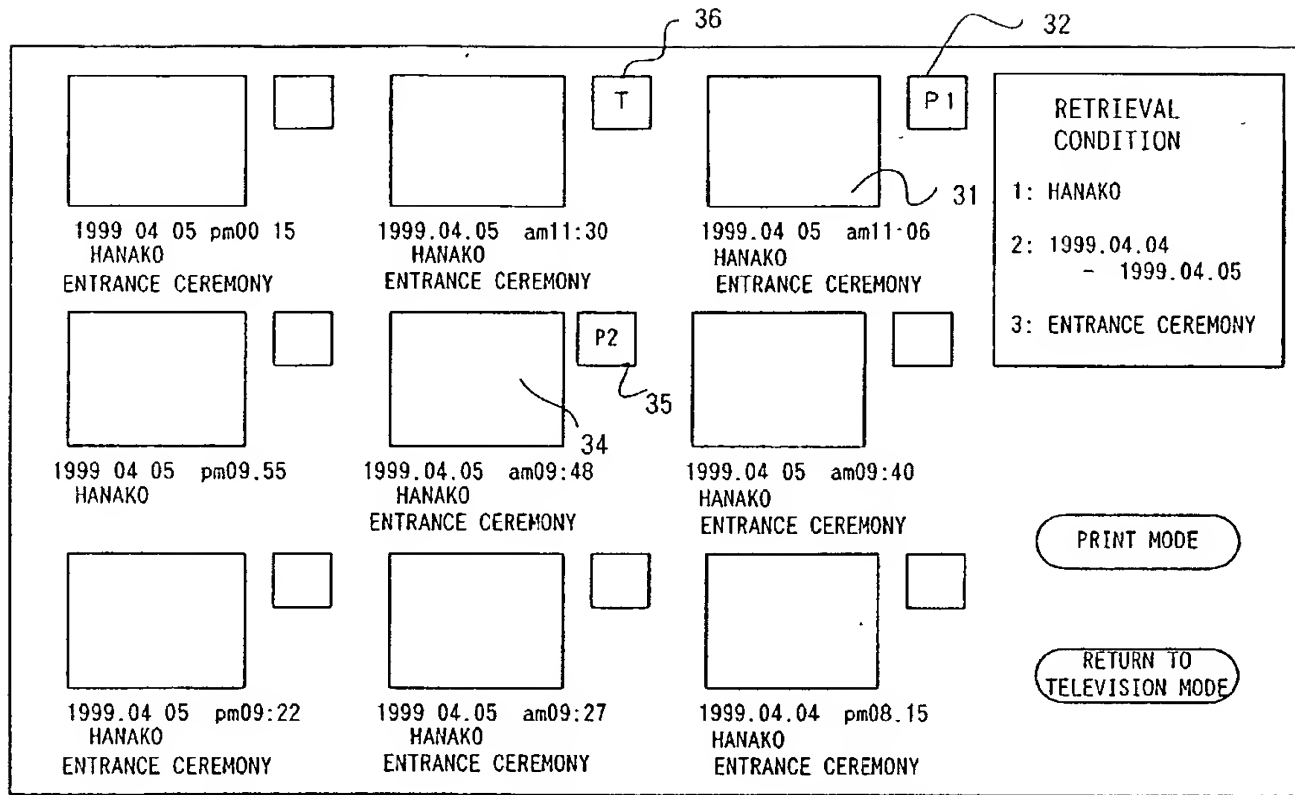 36
32
T
P1
RETRIEVAL
CONDITION
1: HANAKO
2: 1999.04.04
- 1999.04.05
3: ENTRANCE CEREMONY
31
1999 04 05 pm00 15
HANAKO
ENTRANCE CEREMONY
1999.04.05 am11:30
HANAKO
ENTRANCE CEREMONY
1999.04 05 am11·06
HANAKO
ENTRANCE CEREMONY
P2
35
34
1999 04 05 pm09.55
HANAKO
1999.04.05 am09:48
HANAKO
ENTRANCE CEREMONY
1999.04 05 am09:40
HANAKO
ENTRANCE CEREMONY
PRINT MODE
RETURN TO
TELEVISION MODE
1999.04 05 pm09:22
HANAKO
ENTRANCE CEREMONY
1999 04.05 am09:27
HANAKO
ENTRANCE CEREMONY
1999.04.04 pm08.15
HANAKO
ENTRANCE CEREMONY